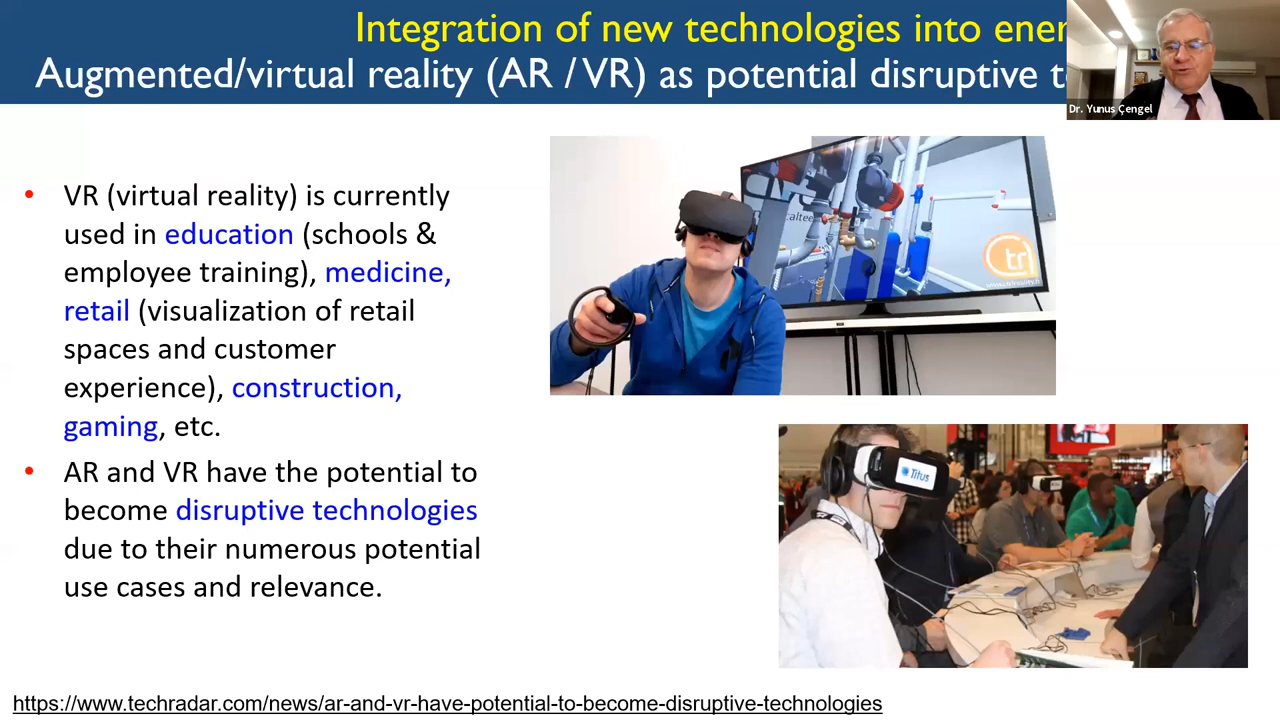 Integration of new technologies into ener
Augmented/virtual reality (AR / VR) as potential disruptive t
Dr. Yunus Çengel
• VR (virtual reality) is currently
used in education (schools &
employee training), medicine,
retail (visualization of retail
spaces and customer
experience), construction,
gaming, etc.
• AR and VR have the potential to
become disruptive technologies
due to their numerous potential
use cases and relevance.
caltee
tr
Titus
https://www.techradar.com/news/ar-and-vr-have-potential-to-become-disruptive-technologies